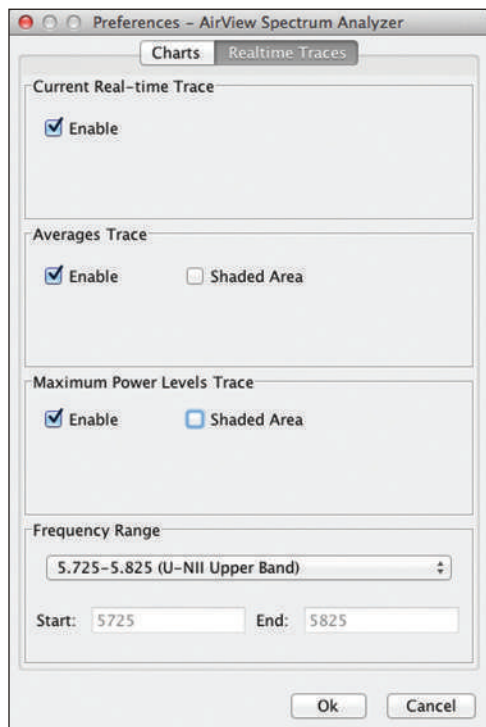 Preferences – AirView Spectrum Analyzer
Charts Realtime Traces
Current Real-time Trace
Enable
Averages Trace
Enable Shaded Area
Maximum Power Levels Trace
Enable Shaded Area
Frequency Range
5.725-5.825 (U-NII Upper Band)
Start: 5725 End: 5825
Ok Cancel